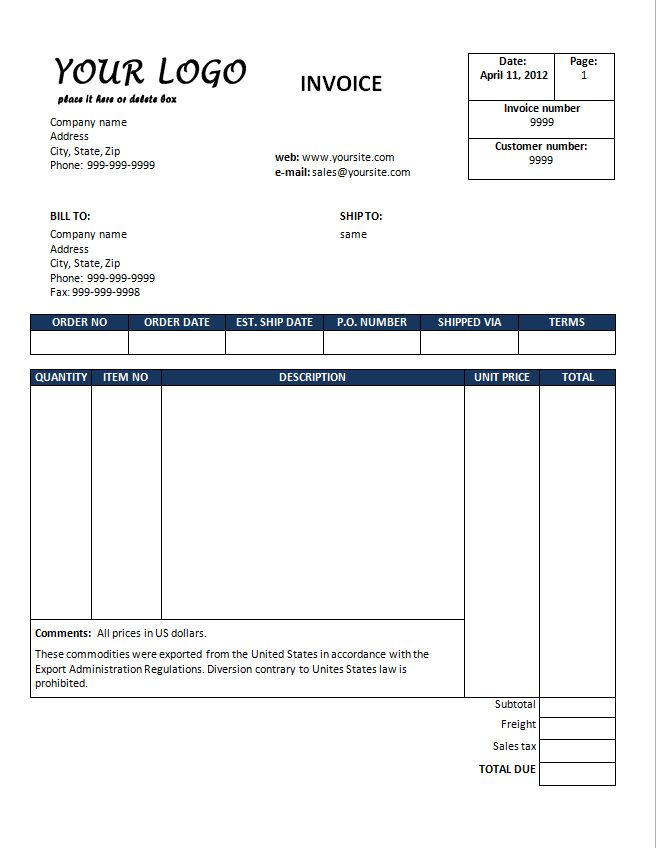 YOUR LOGO
place it here or delete box
INVOICE
Date:
April 11, 2012
Page:
1
Invoice number
9999
Customer number:
9999
Company name
Address
City, State, Zip
Phone: 999-999-9999
web: www.yoursite.com
e-mail: sales@yoursite.com
BILL TO:
Company name
Address
City, State, Zip
Phone: 999-999-9999
Fax: 999-999-9998
SHIP TO:
same
ORDER NO ORDER DATE EST. SHIP DATE P.O. NUMBER SHIPPED VIA TERMS
QUANTITY ITEM NO DESCRIPTION UNIT PRICE TOTAL
Comments: All prices in US dollars.
These commodities were exported from the United States in accordance with the
Export Administration Regulations. Diversion contrary to Unites States law is
prohibited.
Subtotal
Freight
Sales tax
TOTAL DUE